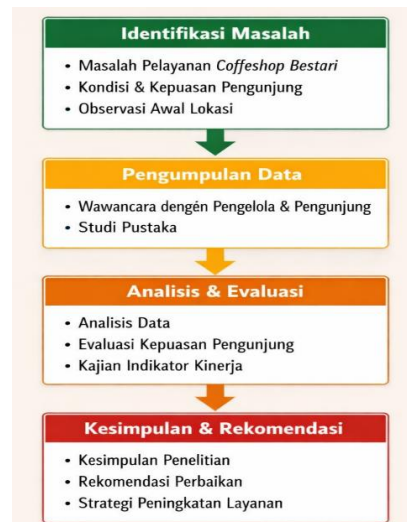 Identifikasi Masalah
• Masalah Pelayanan Coffeshop Bestari
• Kondisi & Kepuasan Pengunjung
• Observasi Awal Lokasi
Pengumpulan Data
• Wawancara dengén Pengelola & Pengunjung
• Studi Pustaka
Analisis & Evaluasi
• Analisis Data
• Evaluasi Kepuasan Pengunjung
• Kajian Indikator Kinerja
Kesimpulan & Rekomendasi
• Kesimpulan Penelitian
• Rekomendasi Perbaikan
• Strategi Peningkatan Layanan